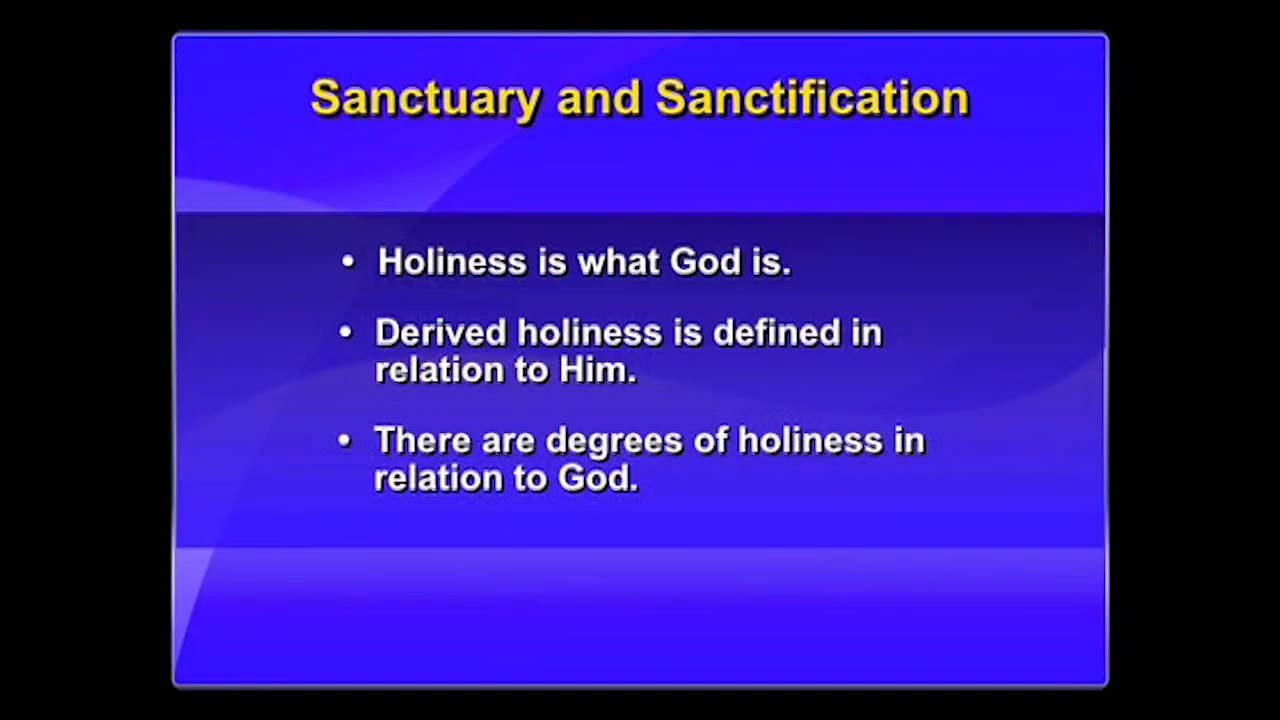 Sanctuary and Sanctification
• Holiness is what God is.
• Derived holiness is defined in
relation to Him.
• There are degrees of holiness in
relation to God.